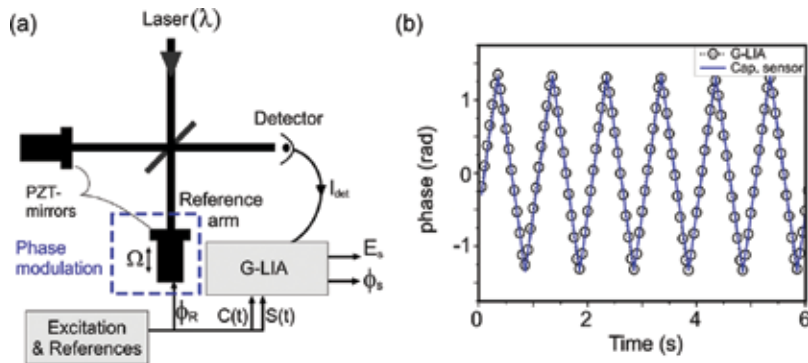 (a)
Laser(λ)
Detector
PZT-
mirrors
Reference
arm
I_det
Phase
modulation
Ω
G-LIA
E_s
ϕ_s
ϕ_R
C(t)
S(t)
Excitation
& References
(b)
G-LIA
Cap. sensor
phase (rad)
1
0
-1
0 2 4 6
Time (s)